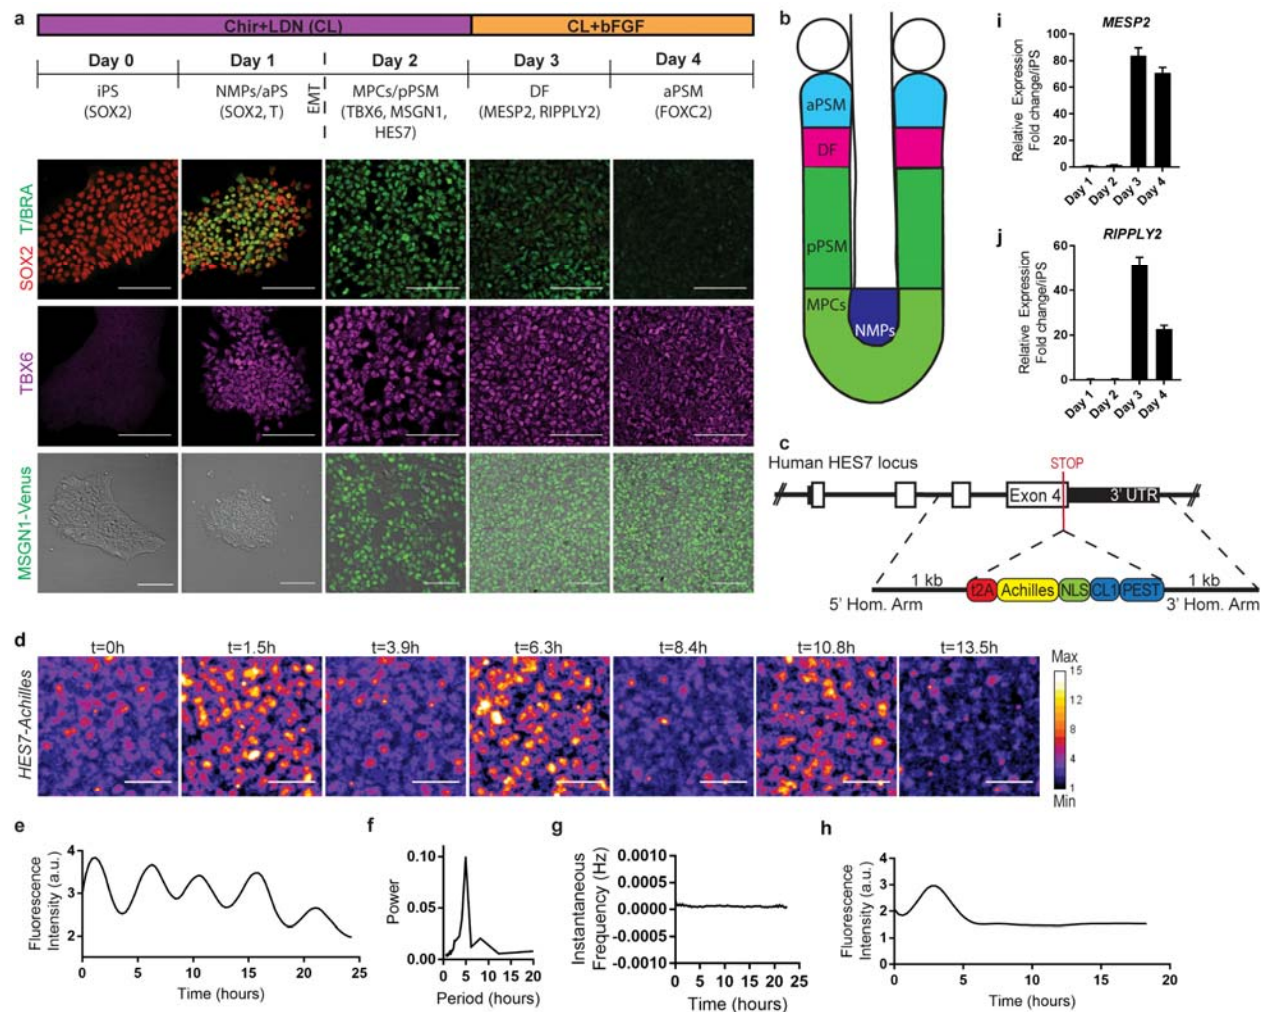 a
Chir+LDN (CL)
CL+bFGF
Day 0
Day 1
Day 2
Day 3
Day 4
iPS
(SOX2)
NMPs/aPS
(SOX2, T)
EMT
MPCs/pPSM
(TBX6, MSGN1,
HES7)
DF
(MESP2, RIPPLY2)
aPSM
(FOXC2)
SOX2 T/BRA
TBX6
MSGN1-Venus
b
aPSM
DF
pPSM
MPCs
NMPs
i
MESP2
Relative Expression
Fold change/iPS
100
80
60
40
20
0
Day 1
Day 2
Day 3
Day 4
j
RIPPLY2
Relative Expression
Fold change/iPS
60
40
20
0
Day 1
Day 2
Day 3
Day 4
c
Human HES7 locus
STOP
Exon 4
3' UTR
1 kb
t2A
Achilles
NLS
CL1
PEST
1 kb
5' Hom. Arm
3' Hom. Arm
d
t=0h
t=1.5h
t=3.9h
t=6.3h
t=8.4h
t=10.8h
t=13.5h
HES7-Achilles
Max
15
12
8
4
1
Min
e
Fluorescence
Intensity (a.u.)
4
3
2
0 5 10 15 20 25
Time (hours)
f
Power
0.10
0.05
0.00
0 5 10 15 20
Period (hours)
g
Instantaneous
Frequency (Hz)
0.0010
0.0005
0.0000
-0.0005
-0.0010
0 5 10 15 20 25
Time (hours)
h
Fluorescence
Intensity (a.u.)
4
3
2
1
0
0 5 10 15 20
Time (hours)